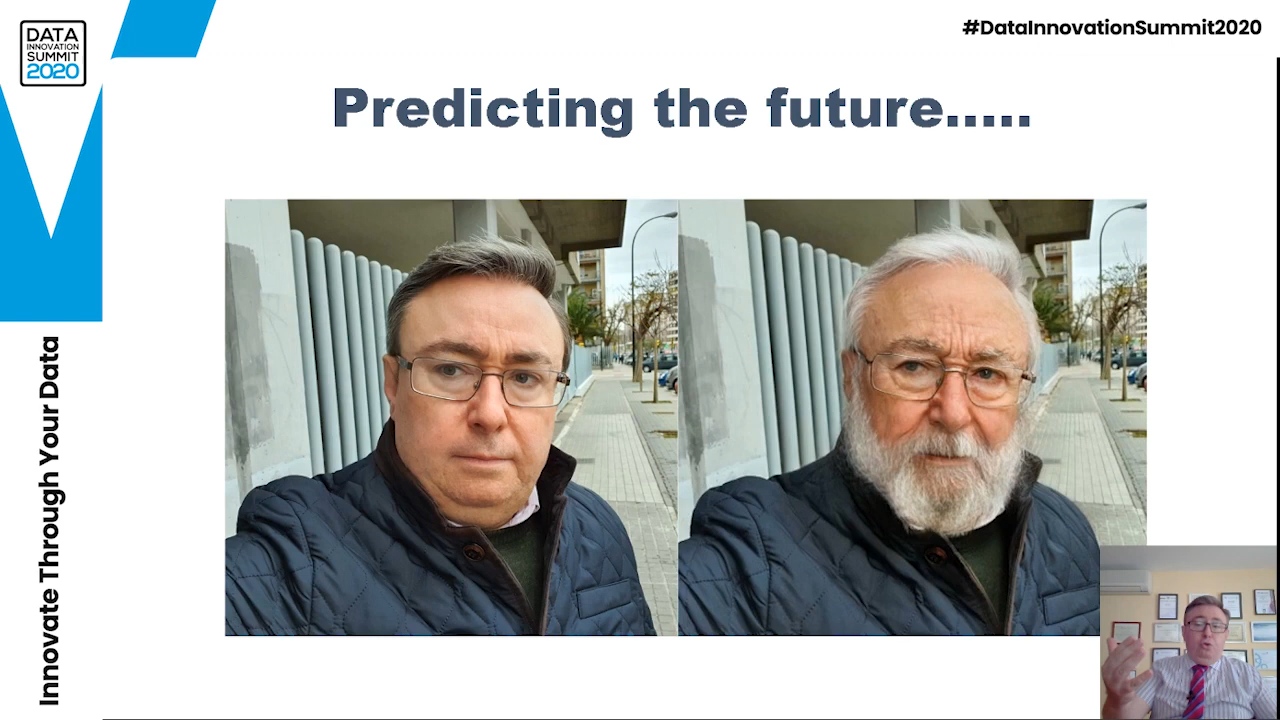 DATA
INNOVATION
SUMMIT
2020
#DataInnovationSummit2020
Predicting the future.....
Innovate Through Your Data